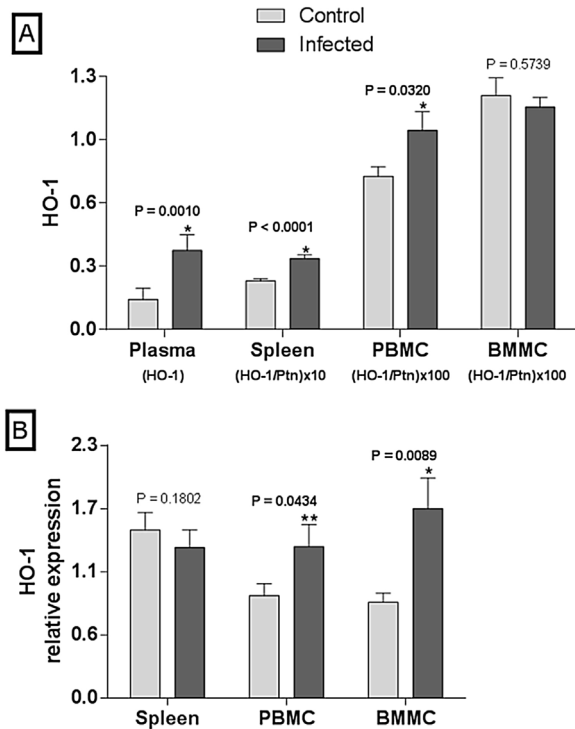 A
Control
Infected
HO-1
1.3
1.0
0.6
0.3
0.0
P = 0.0010
*
P < 0.0001
*
P = 0.0320
*
P = 0.5739
Plasma
Spleen
PBMC
BMMC
(HO-1)
(HO-1/Ptn)x10
(HO-1/Ptn)x100
(HO-1/Ptn)x100
B
HO-1
relative expression
2.3
1.7
1.1
0.6
0.0
P = 0.1802
P = 0.0434
**
P = 0.0089
*
Spleen
PBMC
BMMC